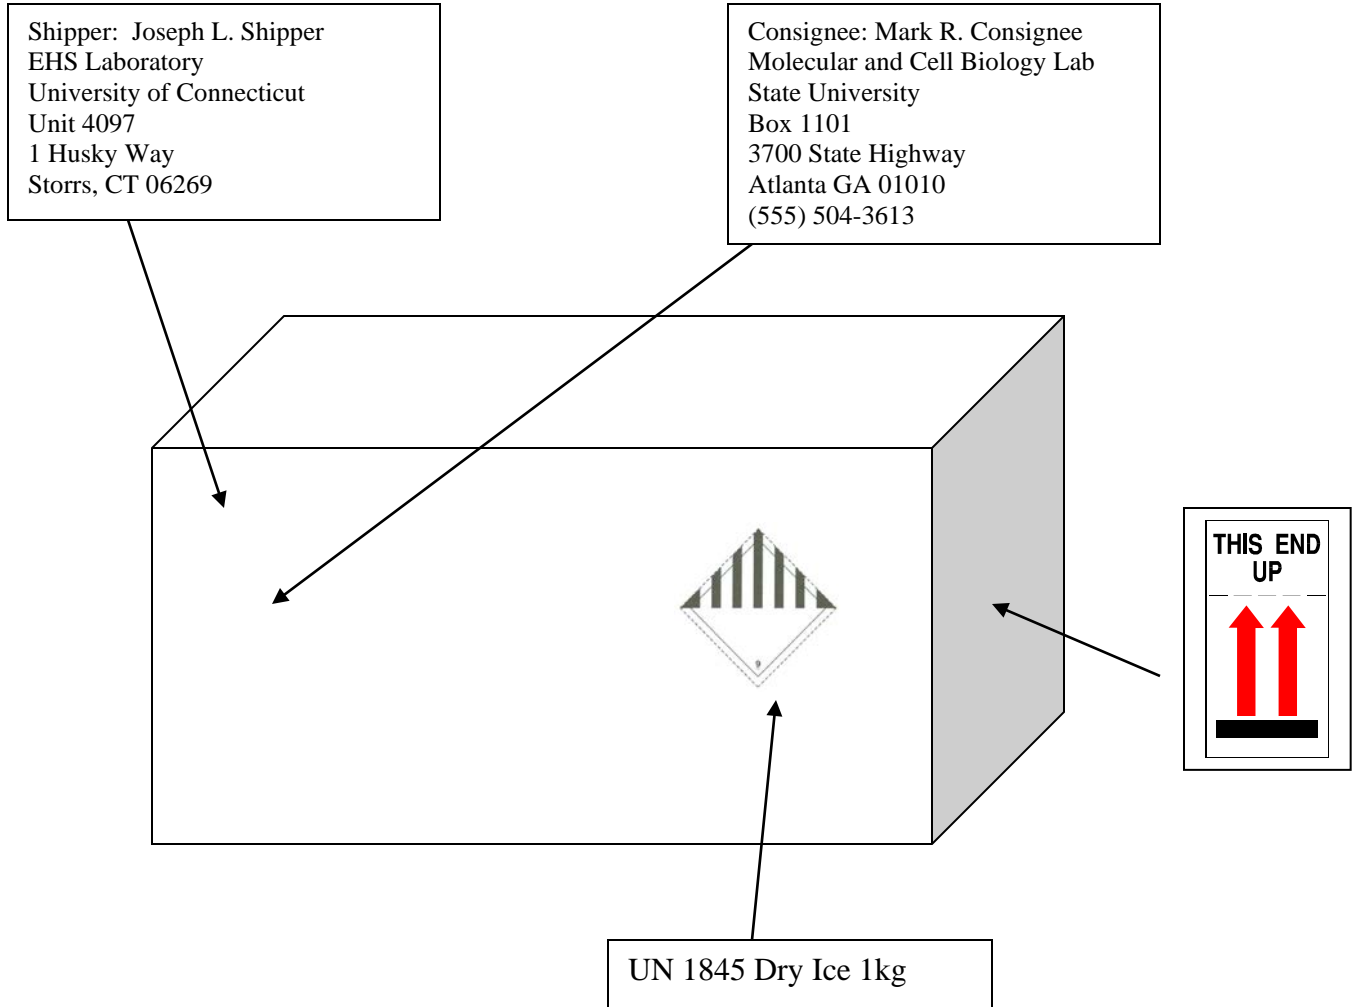 Shipper: Joseph L. Shipper
EHS Laboratory
University of Connecticut
Unit 4097
1 Husky Way
Storrs, CT 06269
Consignee: Mark R. Consignee
Molecular and Cell Biology Lab
State University
Box 1101
3700 State Highway
Atlanta GA 01010
(555) 504-3613
THIS END
UP
9
UN 1845 Dry Ice 1kg